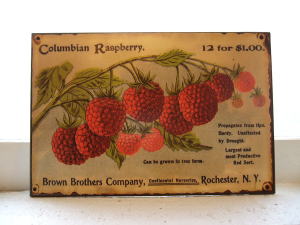 Columbian Raspberry. 12 for $1.00.
Propagates from tips.
Hardy. Unaffected
by Drought.
Largest and
most Productive
Red Sort.
Can be grown in tree form.
Brown Brothers Company, Continental Nurseries, Rochester, N. Y.